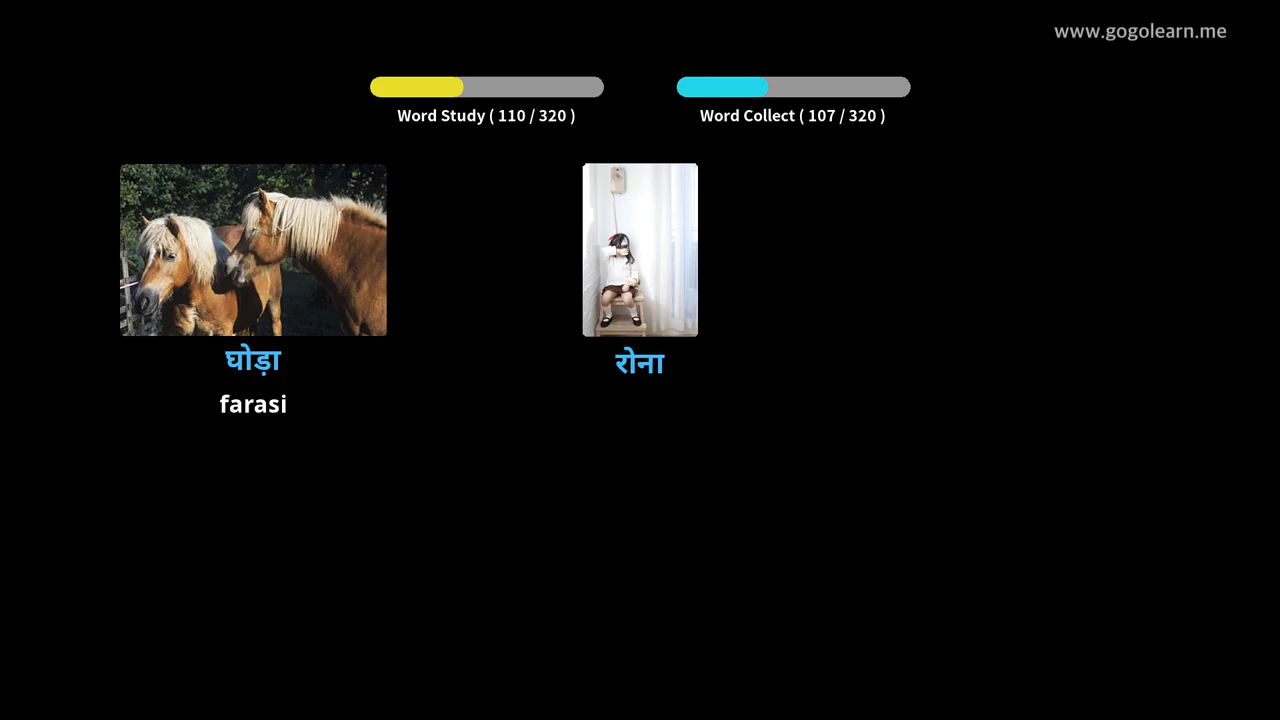 www.gogolearn.me
Word Study ( 110 / 320 )
Word Collect ( 107 / 320 )
घोड़ा
farasi
रोना